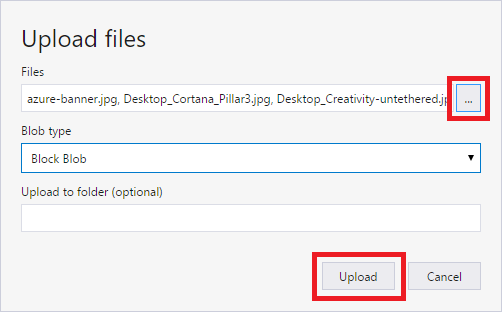 Upload files
Files
azure-banner.jpg, Desktop_Cortana_Pillar3.jpg, Desktop_Creativity-untethered.jp ...
Blob type
Block Blob
Upload to folder (optional)
Upload Cancel